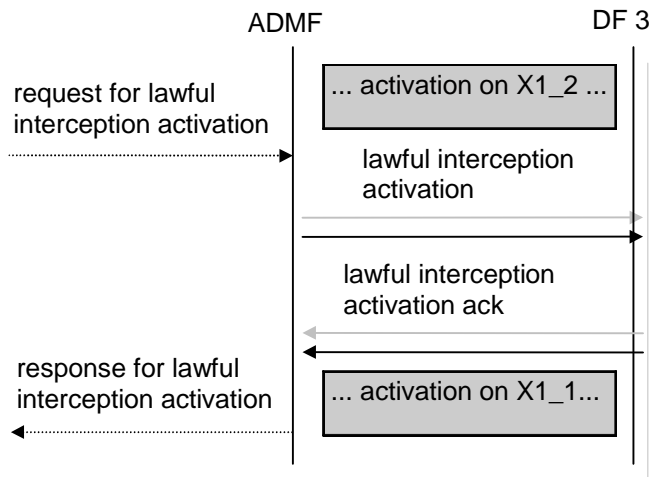 ADMF
DF 3
request for lawful
interception activation
... activation on X1_2 ...
lawful interception
activation
lawful interception
activation ack
response for lawful
interception activation
... activation on X1_1...